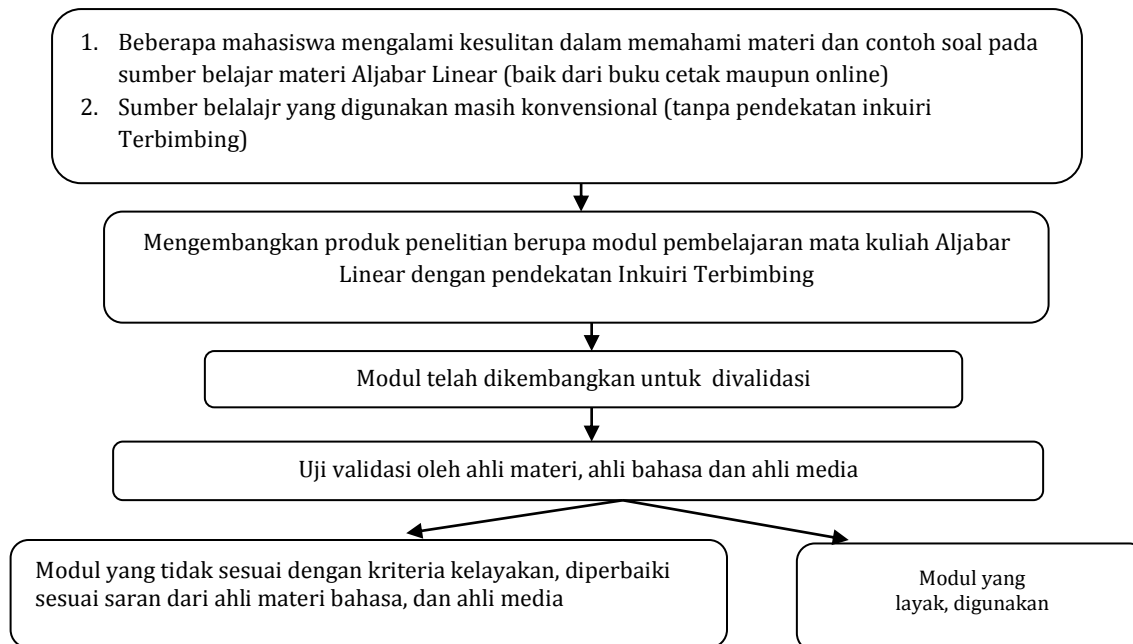 1. Beberapa mahasiswa mengalami kesulitan dalam memahami materi dan contoh soal pada
sumber belajar materi Aljabar Linear (baik dari buku cetak maupun online)
2. Sumber belalajr yang digunakan masih konvensional (tanpa pendekatan inkuiri
Terbimbing)
Mengembangkan produk penelitian berupa modul pembelajaran mata kuliah Aljabar
Linear dengan pendekatan Inkuiri Terbimbing
Modul telah dikembangkan untuk divalidasi
Uji validasi oleh ahli materi, ahli bahasa dan ahli media
Modul yang tidak sesuai dengan kriteria kelayakan, diperbaiki
sesuai saran dari ahli materi bahasa, dan ahli media
Modul yang
layak, digunakan